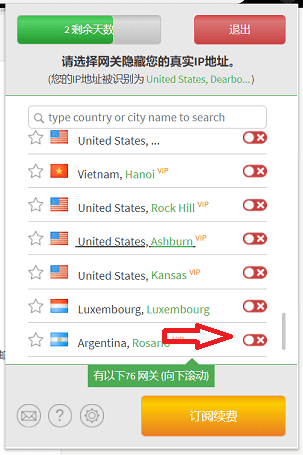 2 剩余天数
退出
请选择网关隐藏您的真实IP地址。
(您的IP地址被识别为 United States, Dearbo...)
type country or city name to search
United States, ...
Vietnam, Hanoi VIP
United States, Rock Hill VIP
United States, Ashburn VIP
United States, Kansas VIP
Luxembourg, Luxembourg
Argentina, Rosario VIP
有以下76 网关 (向下滚动)
订阅续费